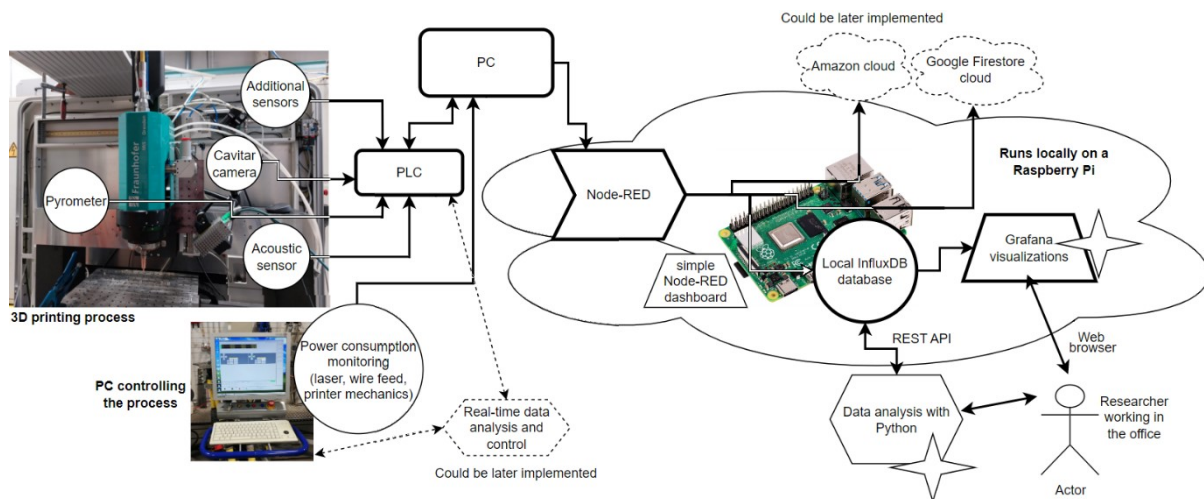 Could be later implemented
Amazon cloud
Google Firestore
cloud
PC
Additional
sensors
Fraunhofer
Cavitar
camera
PLC
Pyrometer
Acoustic
sensor
Node-RED
Runs locally on a
Raspberry Pi
simple
Node-RED
dashboard
Local InfluxDB
database
Grafana
visualizations
3D printing process
REST API
Web
browser
Power consumption
monitoring
(laser, wire feed,
printer mechanics)
PC controlling
the process
Real-time data
analysis and
control
Could be later implemented
Data analysis with
Python
Researcher
working in
the office
Actor